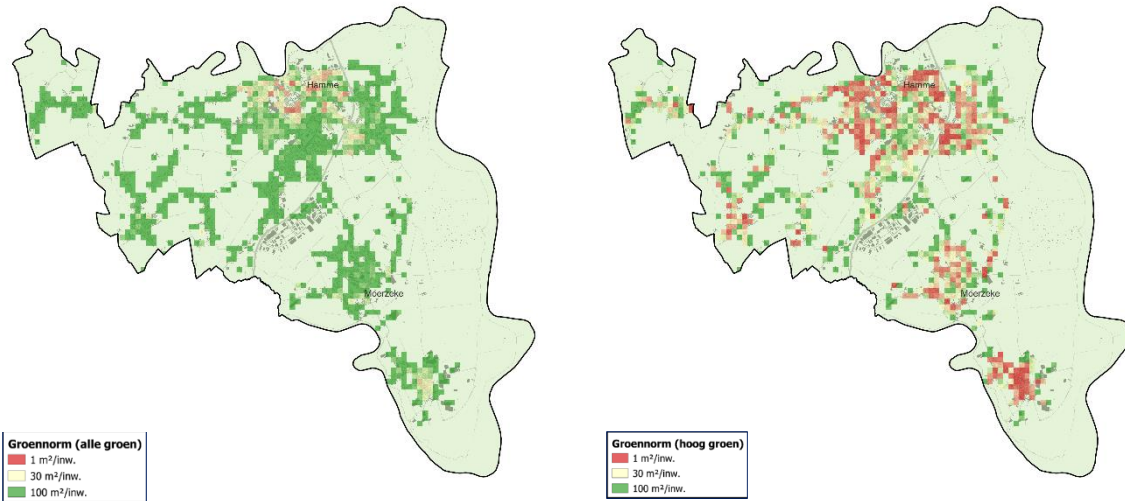 Hamme
Moerzeke
Groennorm (alle groen)
1 m²/inw.
30 m²/inw.
100 m²/inw.
Hamme
Moerzeke
Groennorm (hoog groen)
1 m²/inw.
30 m²/inw.
100 m²/inw.